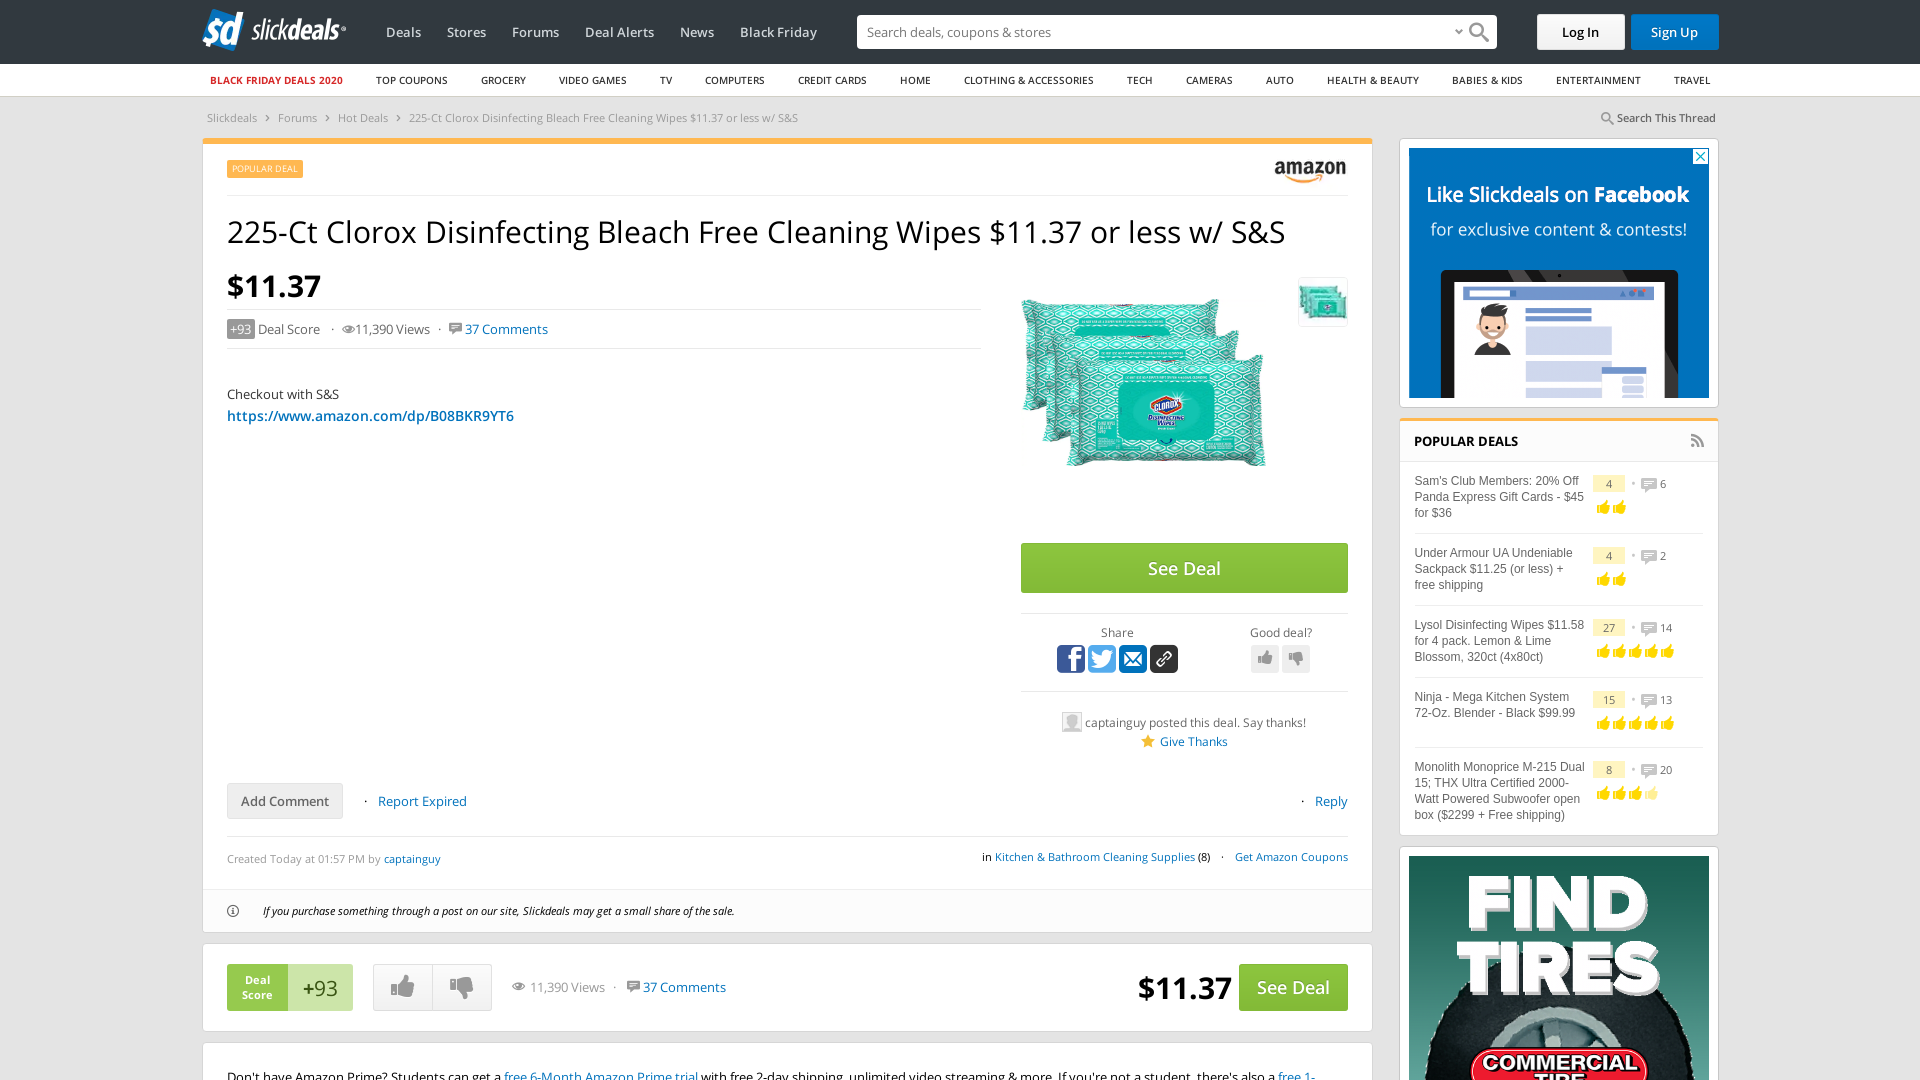 sd slickdeals
Deals
Stores
Forums
Deal Alerts
News
Black Friday
Search deals, coupons & stores
Log In
Sign Up
BLACK FRIDAY DEALS 2020
TOP COUPONS
GROCERY
VIDEO GAMES
TV
COMPUTERS
CREDIT CARDS
HOME
CLOTHING & ACCESSORIES
TECH
CAMERAS
AUTO
HEALTH & BEAUTY
BABIES & KIDS
ENTERTAINMENT
TRAVEL
Slickdeals › Forums › Hot Deals › 225-Ct Clorox Disinfecting Bleach Free Cleaning Wipes $11.37 or less w/ S&S
Search This Thread
POPULAR DEAL
amazon
225-Ct Clorox Disinfecting Bleach Free Cleaning Wipes $11.37 or less w/ S&S
$11.37
+93 Deal Score · 11,390 Views · 37 Comments
Checkout with S&S
https://www.amazon.com/dp/B08BKR9YT6
CLOROX
DISINFECTING
WIPES
See Deal
Share
Good deal?
captainguy posted this deal. Say thanks!
Give Thanks
Add Comment
· Report Expired
· Reply
Created Today at 01:57 PM by captainguy
in Kitchen & Bathroom Cleaning Supplies (8) · Get Amazon Coupons
If you purchase something through a post on our site, Slickdeals may get a small share of the sale.
Deal
Score
+93
11,390 Views · 37 Comments
$11.37
See Deal
Don't have Amazon Prime? Students can get a free 6-Month Amazon Prime trial with free 2-day shipping, unlimited video streaming & more. If you're not a student, there's also a free 1-
Like Slickdeals on Facebook
for exclusive content & contests!
POPULAR DEALS
Sam's Club Members: 20% Off
Panda Express Gift Cards - $45
for $36
4 • 6
Under Armour UA Undeniable
Sackpack $11.25 (or less) +
free shipping
4 • 2
Lysol Disinfecting Wipes $11.58
for 4 pack. Lemon & Lime
Blossom, 320ct (4x80ct)
27 • 14
Ninja - Mega Kitchen System
72-Oz. Blender - Black $99.99
15 • 13
Monolith Monoprice M-215 Dual
15; THX Ultra Certified 2000-
Watt Powered Subwoofer open
box ($2299 + Free shipping)
8 • 20
FIND
TIRES
COMMERCIAL
TIRE